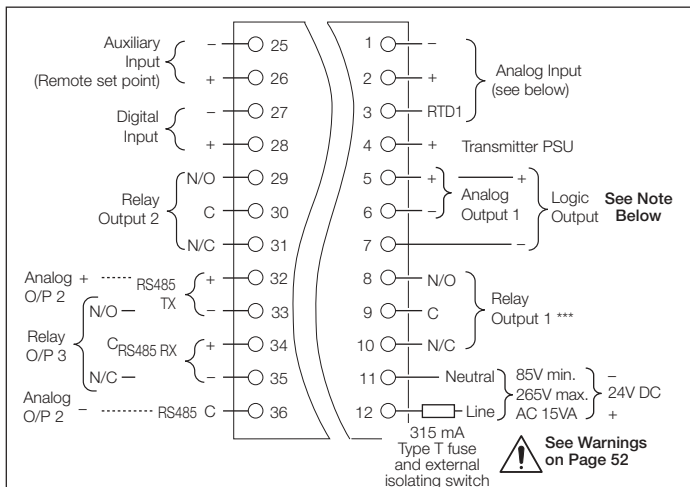 Auxiliary
Input
(Remote set point)
– 25
+ 26
Digital
Input
– 27
+ 28
Relay
Output 2
N/O 29
C 30
N/C 31
Analog + RS485 TX + 32
O/P 2
– 33
Relay
O/P 3
N/O
C RS485 RX + 34
N/C – 35
Analog – RS485 C 36
O/P 2
1 –
2 +
3 RTD1
Analog Input
(see below)
4 + Transmitter PSU
5 + +
6 –
Analog
Output 1
7 –
Logic
Output
See Note
Below
8 N/O
9 C
10 N/C
Relay
Output 1 ***
11 Neutral
12 Line
85V min.
265V max.
AC 15VA
–
24V DC
+
315 mA
Type T fuse
and external
isolating switch
! See Warnings
on Page 52